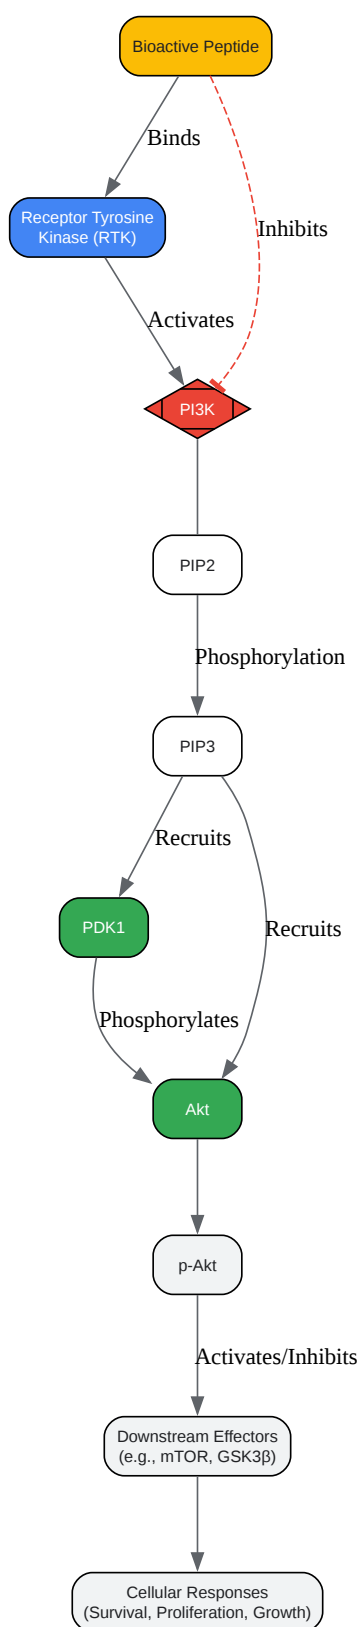 Bioactive Peptide
Binds
Inhibits
Receptor Tyrosine
Kinase (RTK)
Activates
PI3K
PIP2
Phosphorylation
PIP3
Recruits
Recruits
PDK1
Phosphorylates
Akt
p-Akt
Activates/Inhibits
Downstream Effectors
(e.g., mTOR, GSK3β)
Cellular Responses
(Survival, Proliferation, Growth)